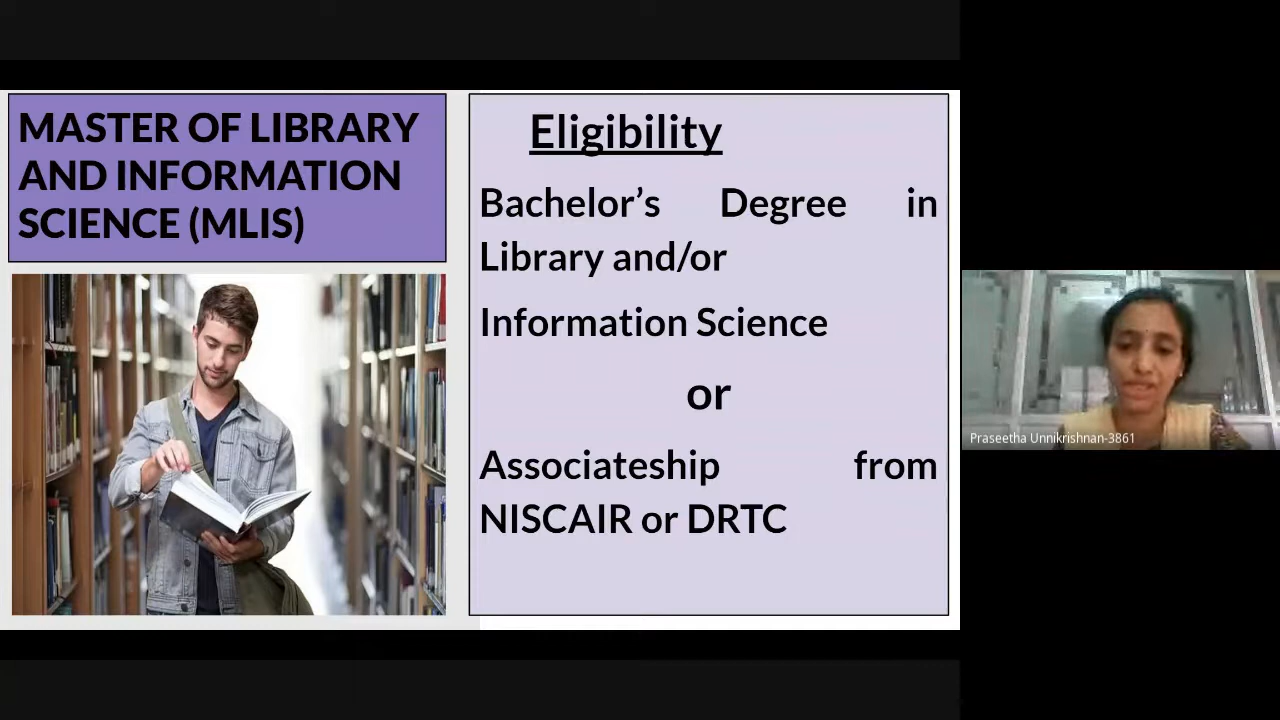 MASTER OF LIBRARY
AND INFORMATION
SCIENCE (MLIS)
Eligibility
Bachelor’s Degree in
Library and/or
Information Science
or
Associateship from
NISCAIR or DRTC
Praseetha Unnikrishnan-3861